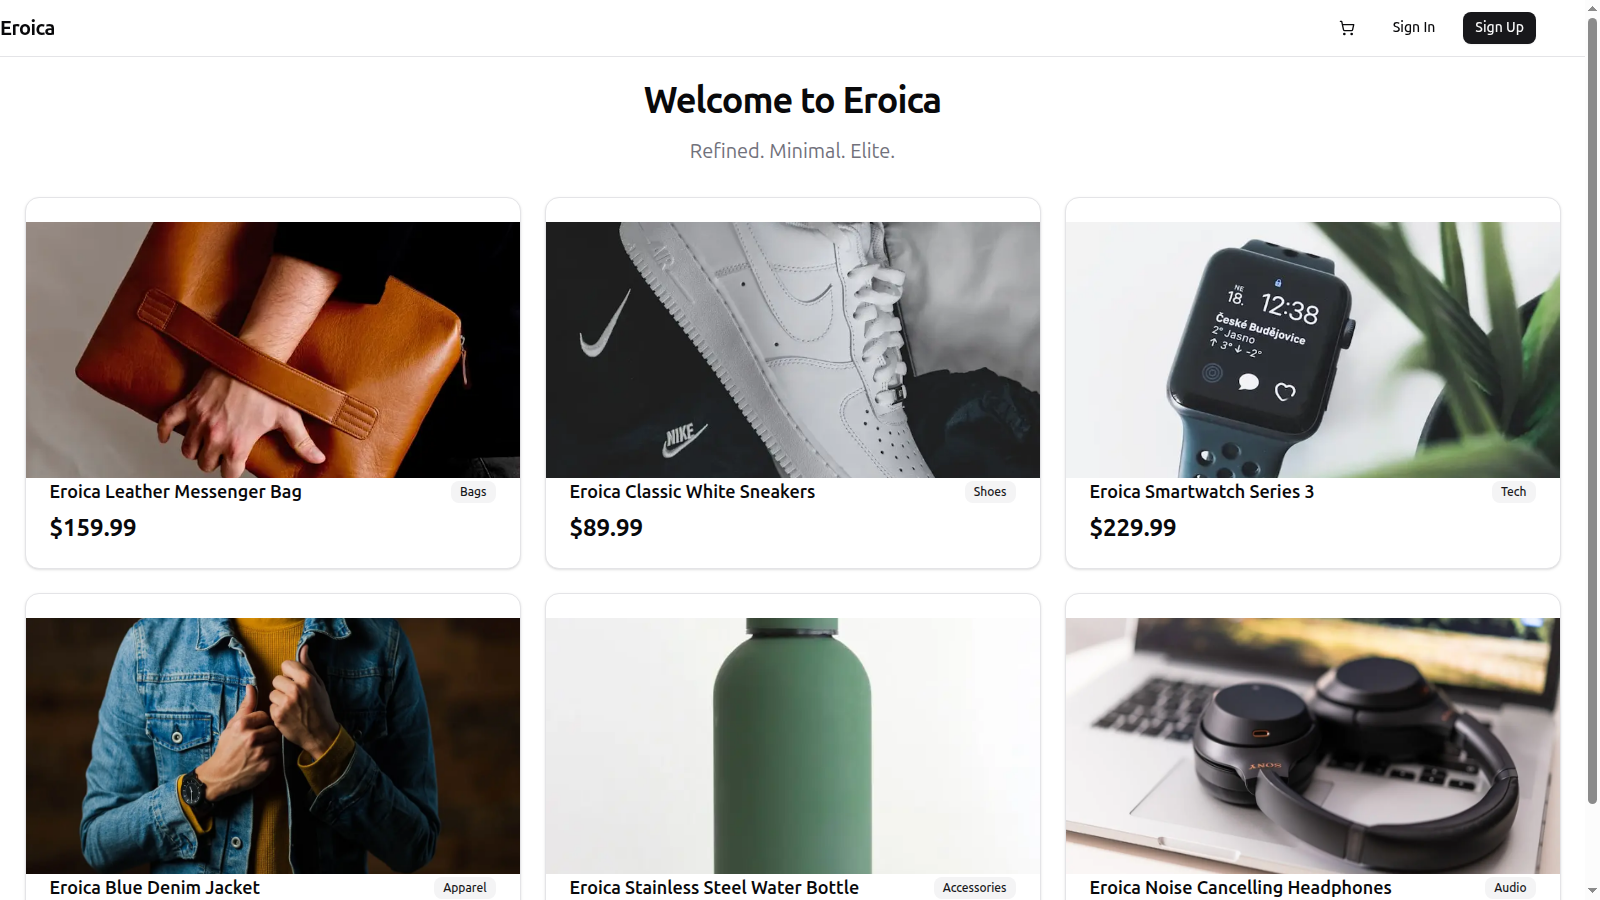 Eroica
Sign In
Sign Up
Welcome to Eroica
Refined. Minimal. Elite.
AIR
NIKE
NE
18.
12:38
České Budějovice
2° Jasno
↑ 3° ↓ -2°
Eroica Leather Messenger Bag
Bags
$159.99
Eroica Classic White Sneakers
Shoes
$89.99
Eroica Smartwatch Series 3
Tech
$229.99
SONY
Eroica Blue Denim Jacket
Apparel
Eroica Stainless Steel Water Bottle
Accessories
Eroica Noise Cancelling Headphones
Audio